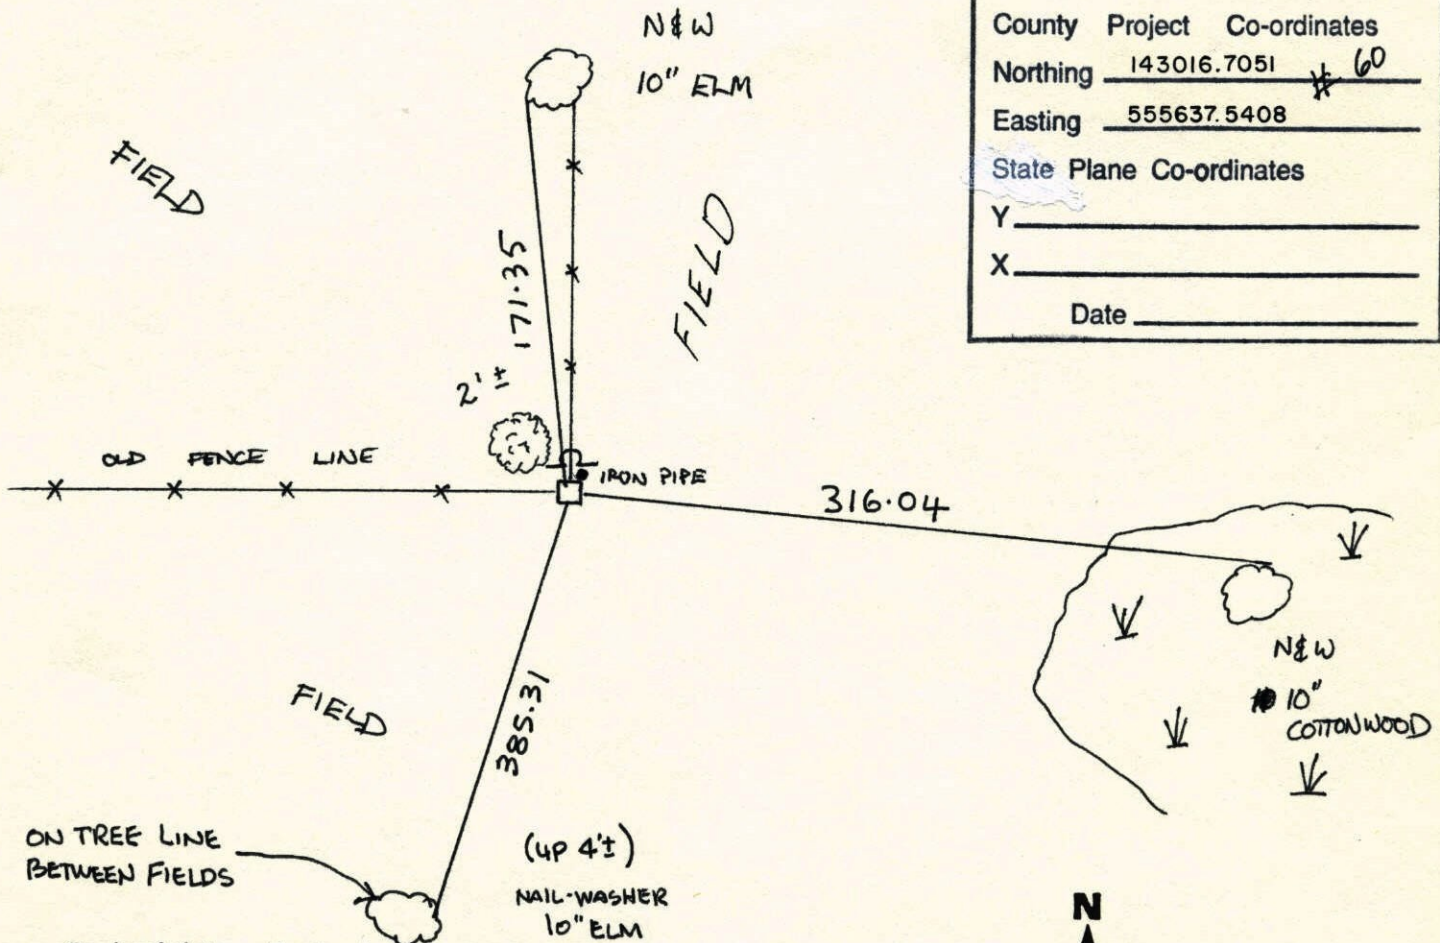 N&W
10" ELM
County Project Co-ordinates
Northing 143016.7051 # 60
Easting 555637.5408
State Plane Co-ordinates
Y
X
Date
FIELD
FIELD
171.35
2'±
OLD FENCE LINE
IRON PIPE
316.04
N&W
10"
COTTONWOOD
FIELD
385.31
ON TREE LINE
BETWEEN FIELDS
(UP 4'±)
NAIL-WASHER
10" ELM
N